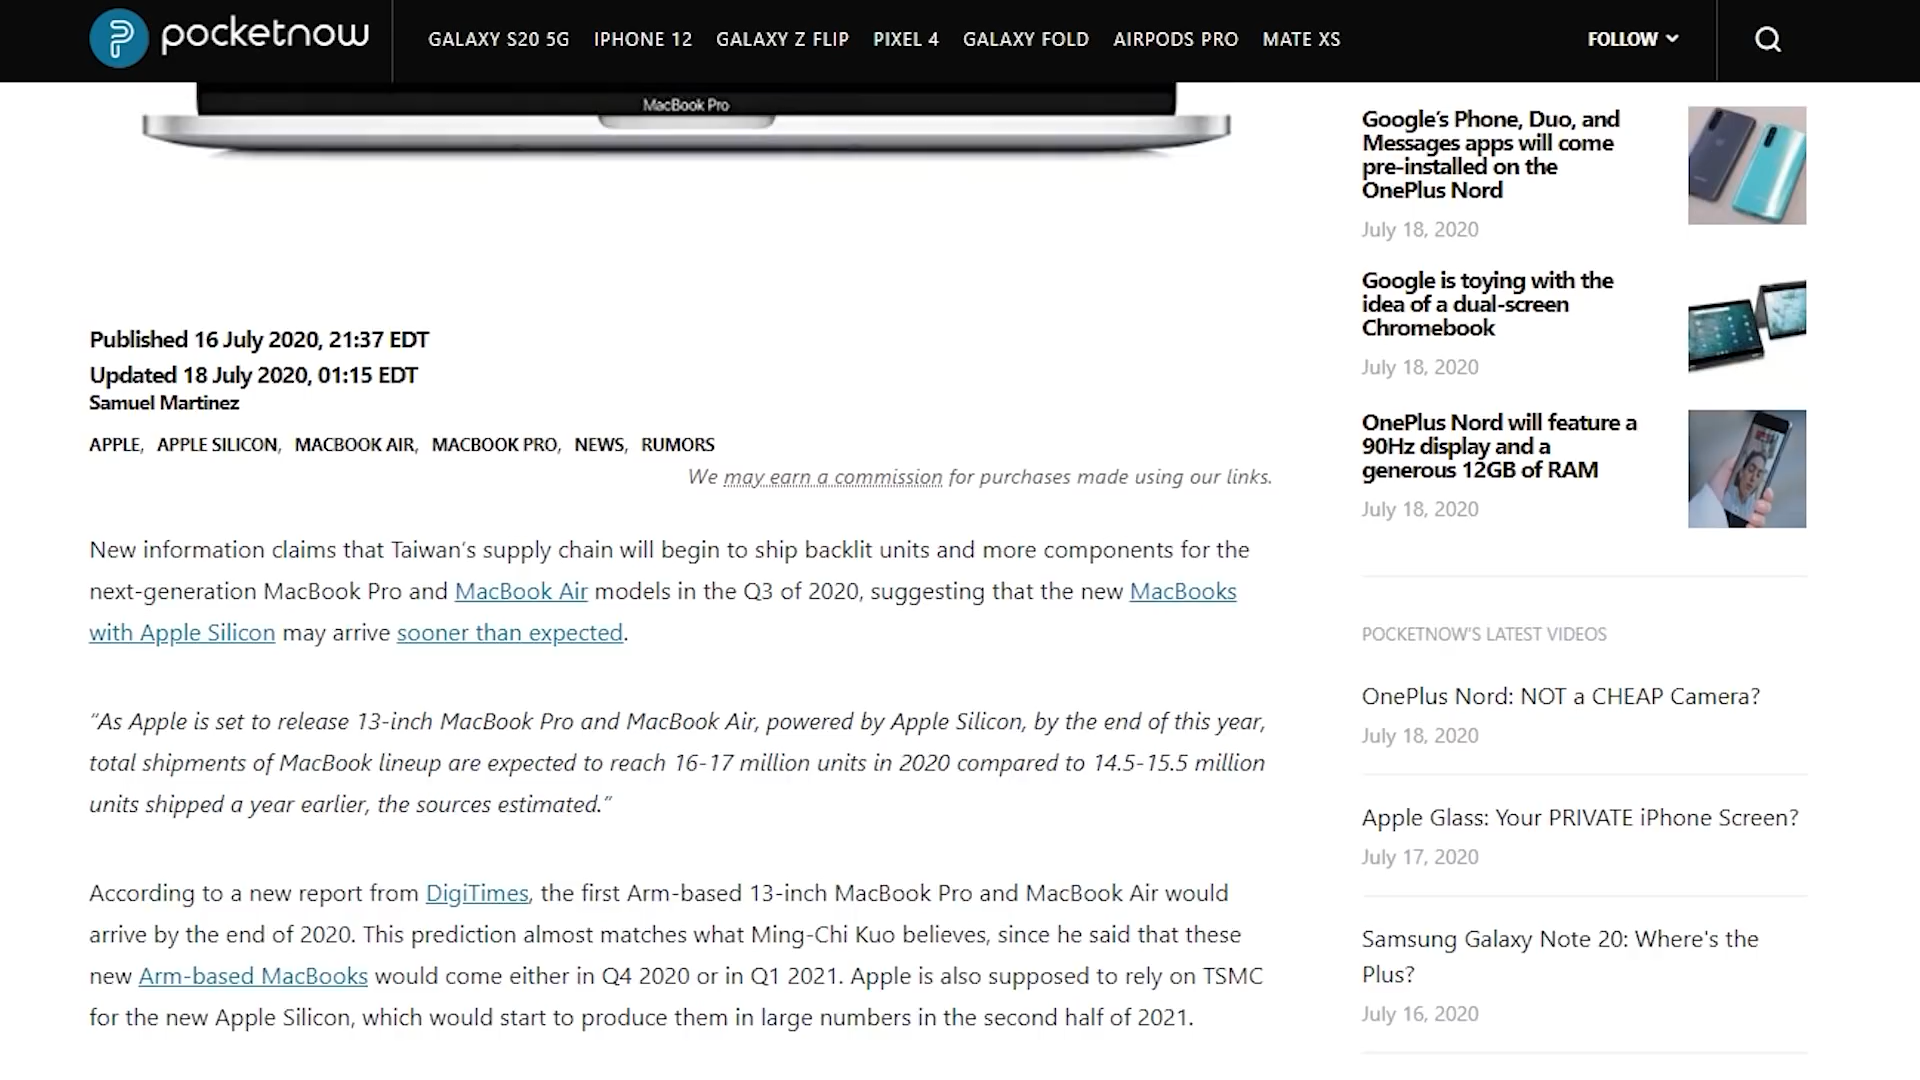 pocketnow
GALAXY S20 5G IPHONE 12 GALAXY Z FLIP PIXEL 4 GALAXY FOLD AIRPODS PRO MATE XS
FOLLOW
MacBook Pro
Published 16 July 2020, 21:37 EDT
Updated 18 July 2020, 01:15 EDT
Samuel Martinez
APPLE, APPLE SILICON, MACBOOK AIR, MACBOOK PRO, NEWS, RUMORS
We may earn a commission for purchases made using our links.
New information claims that Taiwan's supply chain will begin to ship backlit units and more components for the
next-generation MacBook Pro and MacBook Air models in the Q3 of 2020, suggesting that the new MacBooks
with Apple Silicon may arrive sooner than expected.
“As Apple is set to release 13-inch MacBook Pro and MacBook Air, powered by Apple Silicon, by the end of this year,
total shipments of MacBook lineup are expected to reach 16-17 million units in 2020 compared to 14.5-15.5 million
units shipped a year earlier, the sources estimated.”
According to a new report from DigiTimes, the first Arm-based 13-inch MacBook Pro and MacBook Air would
arrive by the end of 2020. This prediction almost matches what Ming-Chi Kuo believes, since he said that these
new Arm-based MacBooks would come either in Q4 2020 or in Q1 2021. Apple is also supposed to rely on TSMC
for the new Apple Silicon, which would start to produce them in large numbers in the second half of 2021.
Google’s Phone, Duo, and
Messages apps will come
pre-installed on the
OnePlus Nord
July 18, 2020
Google is toying with the
idea of a dual-screen
Chromebook
July 18, 2020
OnePlus Nord will feature a
90Hz display and a
generous 12GB of RAM
July 18, 2020
POCKETNOW'S LATEST VIDEOS
OnePlus Nord: NOT a CHEAP Camera?
July 18, 2020
Apple Glass: Your PRIVATE iPhone Screen?
July 17, 2020
Samsung Galaxy Note 20: Where's the
Plus?
July 16, 2020